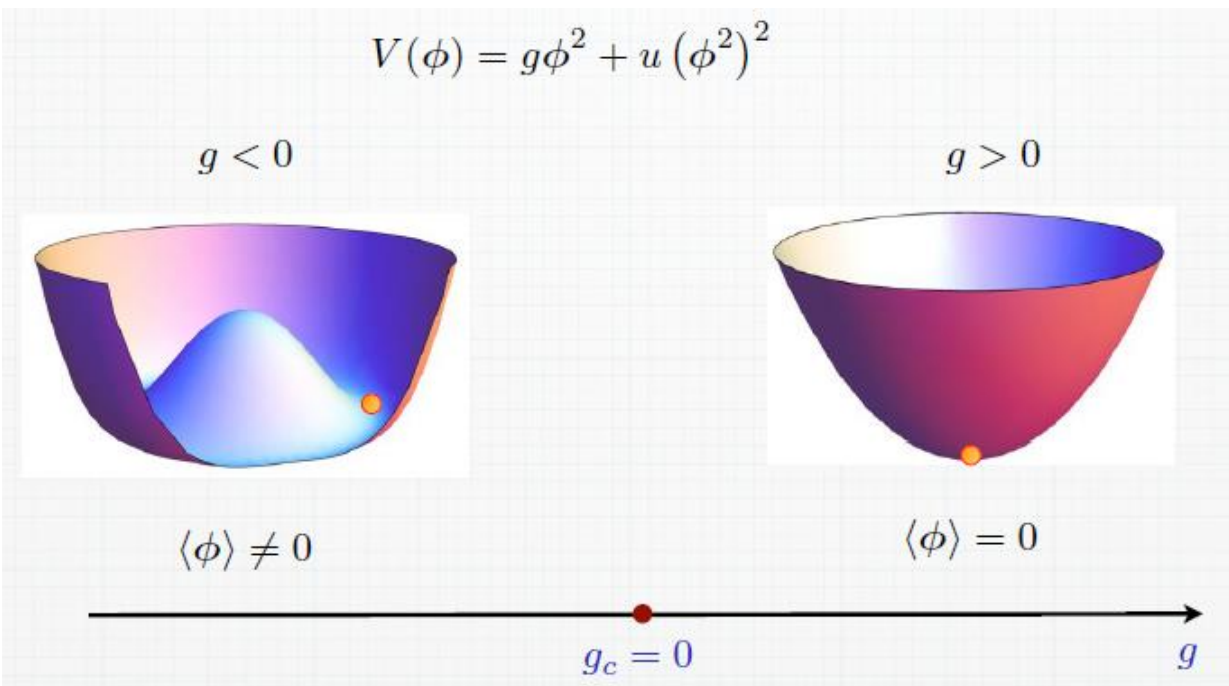 V(ϕ) = gϕ² + u (ϕ²)²
g < 0
g > 0
⟨ϕ⟩ ≠ 0
⟨ϕ⟩ = 0
g_c = 0
g